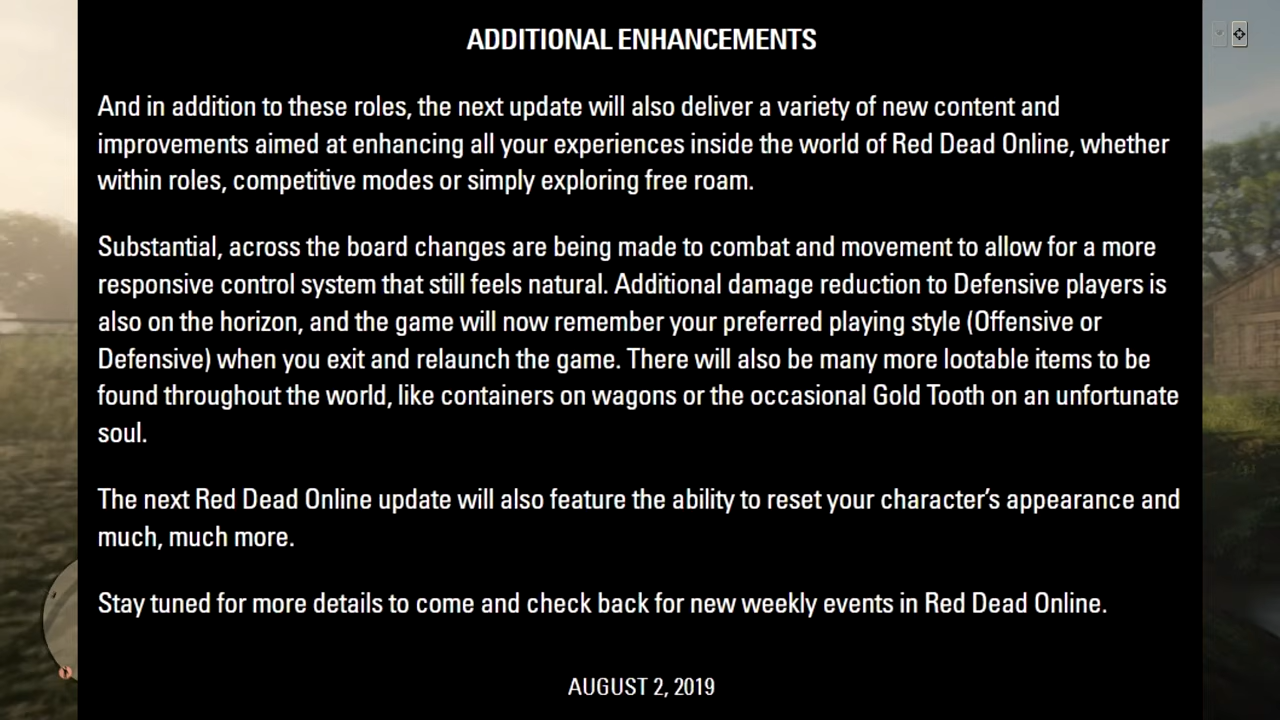 ADDITIONAL ENHANCEMENTS
And in addition to these roles, the next update will also deliver a variety of new content and
improvements aimed at enhancing all your experiences inside the world of Red Dead Online, whether
within roles, competitive modes or simply exploring free roam.
Substantial, across the board changes are being made to combat and movement to allow for a more
responsive control system that still feels natural. Additional damage reduction to Defensive players is
also on the horizon, and the game will now remember your preferred playing style (Offensive or
Defensive) when you exit and relaunch the game. There will also be many more lootable items to be
found throughout the world, like containers on wagons or the occasional Gold Tooth on an unfortunate
soul.
The next Red Dead Online update will also feature the ability to reset your character’s appearance and
much, much more.
Stay tuned for more details to come and check back for new weekly events in Red Dead Online.
AUGUST 2, 2019